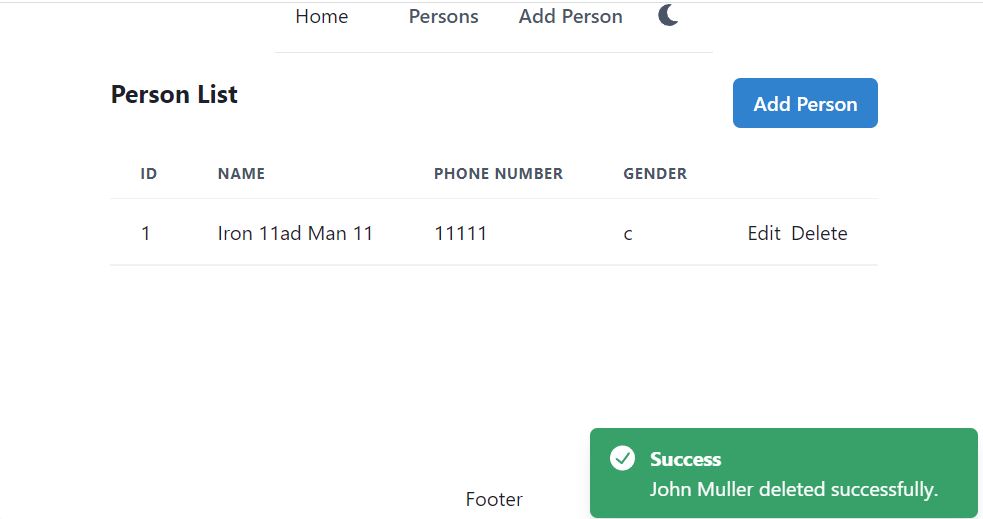 Home Persons Add Person
Person List
Add Person
ID NAME PHONE NUMBER GENDER
1 Iron 11ad Man 11 11111 c Edit Delete
Success
John Muller deleted successfully.
Footer